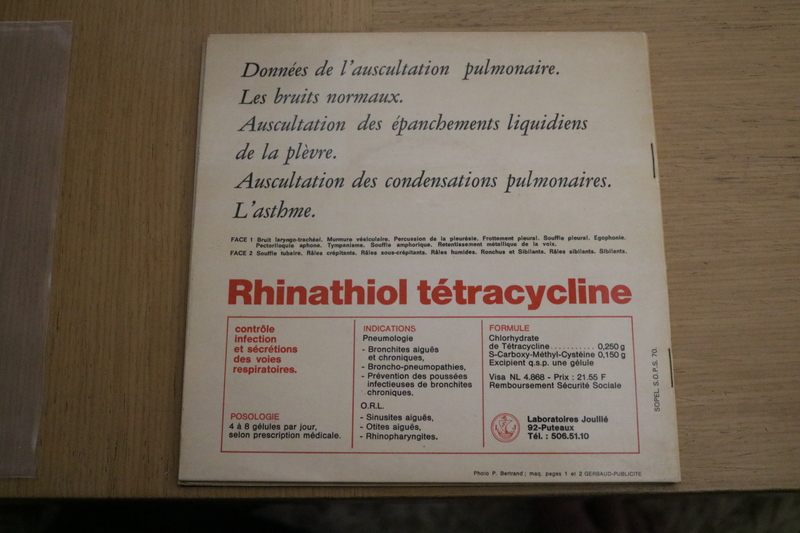 Données de l'auscultation pulmonaire.
Les bruits normaux.
Auscultation des épanchements liquidiens
de la plèvre.
Auscultation des condensations pulmonaires.
L'asthme.
FACE 1 Bruit laryngo-trachéal. Murmure vésiculaire. Percussion de la pleurésie. Frottement pleural. Souffle pleural. Egophonie.
Pectoriloquie aphone. Tympanisme. Souffle amphorique. Retentissement métallique de la voix.
FACE 2 Souffle tubaire. Râles crépitants. Râles sous-crépitants. Râles humides. Ronchus et Sibilants. Râles sibilants. Sibilants.
Rhinathiol tétracycline
contrôle
infection
et sécrétions
des voies
respiratoires.
POSOLOGIE
4 à 8 gélules par jour,
selon prescription médicale.
INDICATIONS
Pneumologie
- Bronchites aiguës
et chroniques,
- Broncho-pneumopathies,
- Prévention des poussées
infectieuses de bronchites
chroniques.
O.R.L.
- Sinusites aiguës,
- Otites aiguës,
- Rhinopharyngites.
FORMULE
Chlorhydrate
de Tétracycline........... 0,250 g
S-Carboxy-Méthyl-Cystéine 0,150 g
Excipient q.s.p. une gélule
Visa NL 4.868 - Prix : 21.55 F
Remboursement Sécurité Sociale
Laboratoires Joullié
92-Puteaux
Tél. : 506.51.10
SOPEL. S.O.P.S. 70.
Photo P. Bertrand ; maq. pages 1 et 2 GERBAUD-PUBLICITE